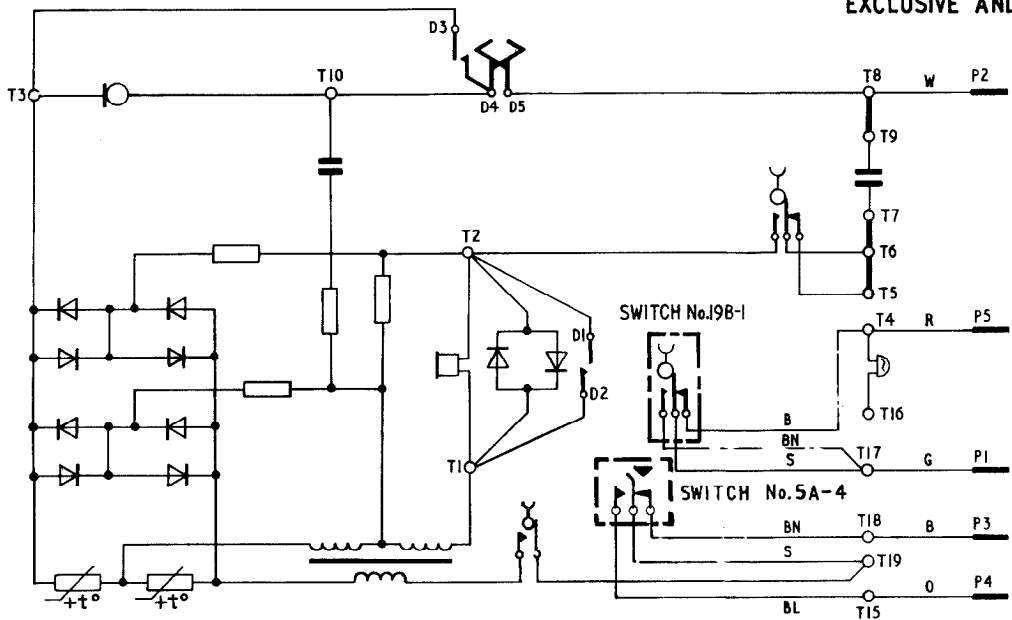 EXCLUSIVE AND
D3
T3
T10
D4 D5
T8 W P2
T9
T7
T2
T6
T5
SWITCH No.19B-1
T4 R P5
D1
D2
T16
B
BN
T17 G P1
S
T1
SWITCH No.5A-4
BN T18 B P3
S T19
BL T15 O P4
-+t° -+t°